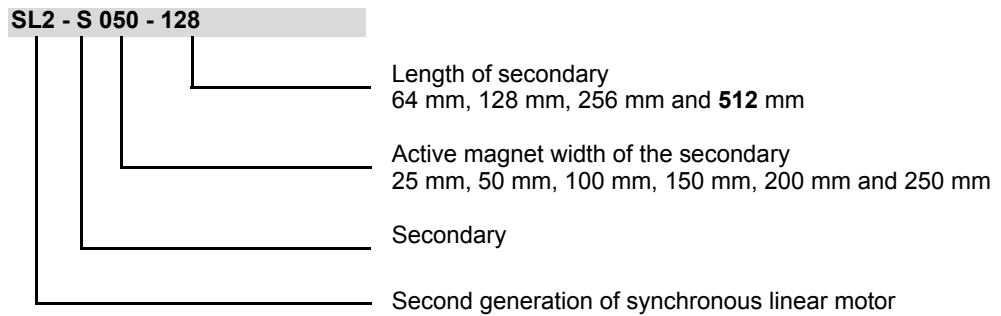 SL2 - S 050 - 128
Length of secondary
64 mm, 128 mm, 256 mm and 512 mm
Active magnet width of the secondary
25 mm, 50 mm, 100 mm, 150 mm, 200 mm and 250 mm
Secondary
Second generation of synchronous linear motor